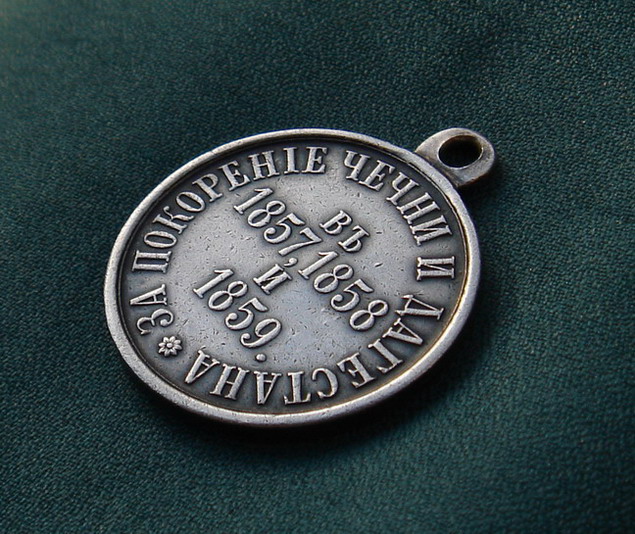 ЗА ПОКОРЕНІЕ ЧЕЧНИ И ДАГЕСТАНА
ВЪ
1857, 1858
И
1859.